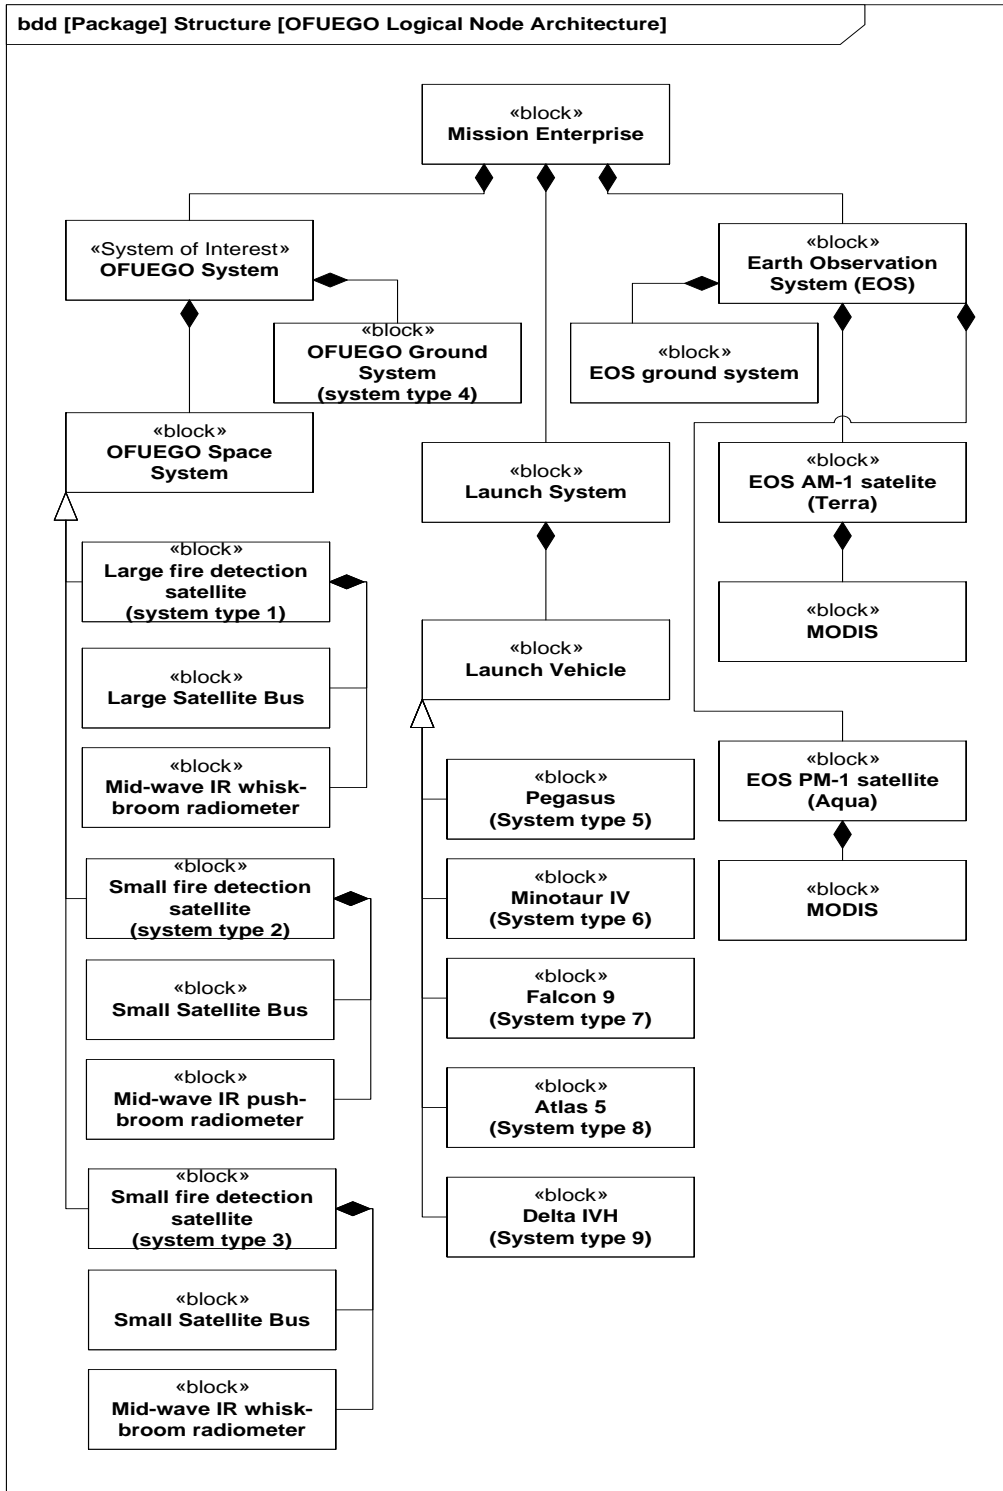 bdd [Package] Structure [OFUEGO Logical Node Architecture]
«block»
Mission Enterprise
«System of Interest»
OFUEGO System
«block»
Earth Observation
System (EOS)
«block»
OFUEGO Ground
System
(system type 4)
«block»
EOS ground system
«block»
OFUEGO Space
System
«block»
Launch System
«block»
EOS AM-1 satelite
(Terra)
«block»
Large fire detection
satellite
(system type 1)
«block»
MODIS
«block»
Launch Vehicle
«block»
Large Satellite Bus
«block»
Mid-wave IR whisk-
broom radiometer
«block»
EOS PM-1 satellite
(Aqua)
«block»
Pegasus
(System type 5)
«block»
Small fire detection
satellite
(system type 2)
«block»
Minotaur IV
(System type 6)
«block»
MODIS
«block»
Small Satellite Bus
«block»
Falcon 9
(System type 7)
«block»
Mid-wave IR push-
broom radiometer
«block»
Atlas 5
(System type 8)
«block»
Small fire detection
satellite
(system type 3)
«block»
Delta IVH
(System type 9)
«block»
Small Satellite Bus
«block»
Mid-wave IR whisk-
broom radiometer